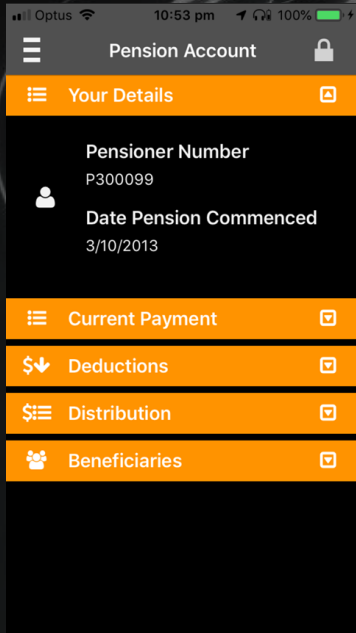 Optus 10:53 pm 100%
Pension Account
Your Details
Pensioner Number
P300099
Date Pension Commenced
3/10/2013
Current Payment
$ Deductions
$ Distribution
Beneficiaries